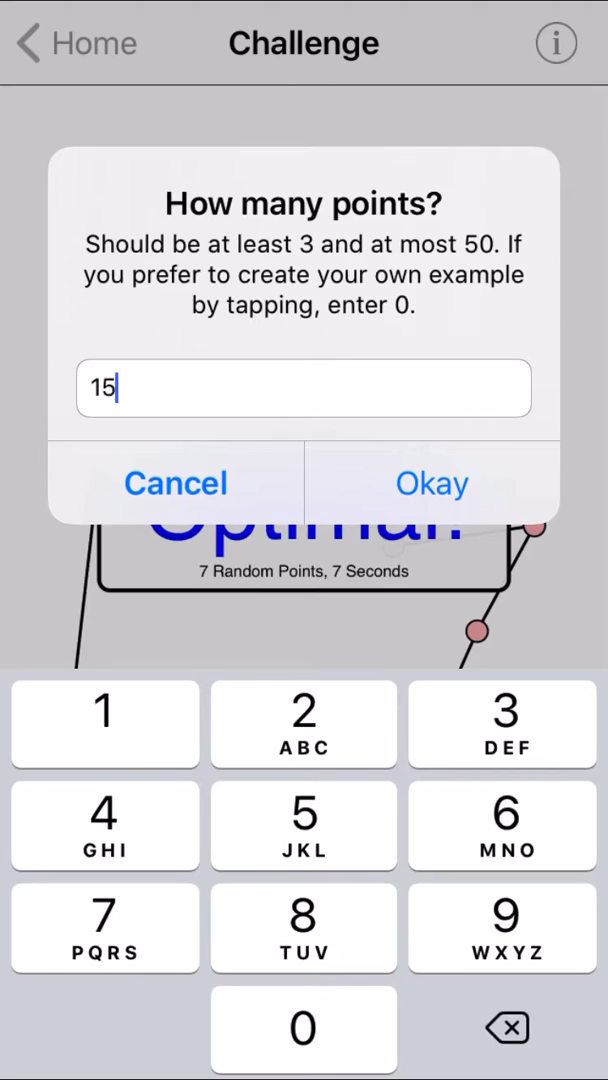 Home
Challenge
i
How many points?
Should be at least 3 and at most 50. If
you prefer to create your own example
by tapping, enter 0.
15
Cancel
Okay
Optimal!
7 Random Points, 7 Seconds
1
2
ABC
3
DEF
4
GHI
5
JKL
6
MNO
7
PQRS
8
TUV
9
WXYZ
0